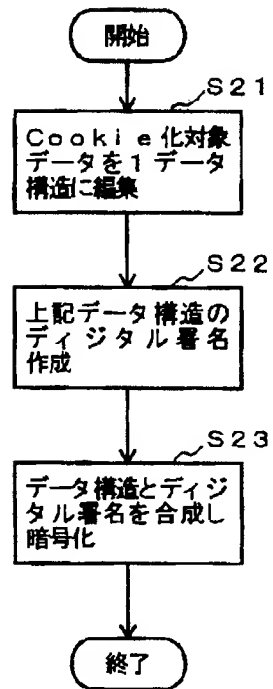 開始
S21
Cookie化対象
データを1データ
構造に編集
S22
上記データ構造の
ディジタル署名
作成
S23
データ構造とディジ
タル署名を合成し
暗号化
終了